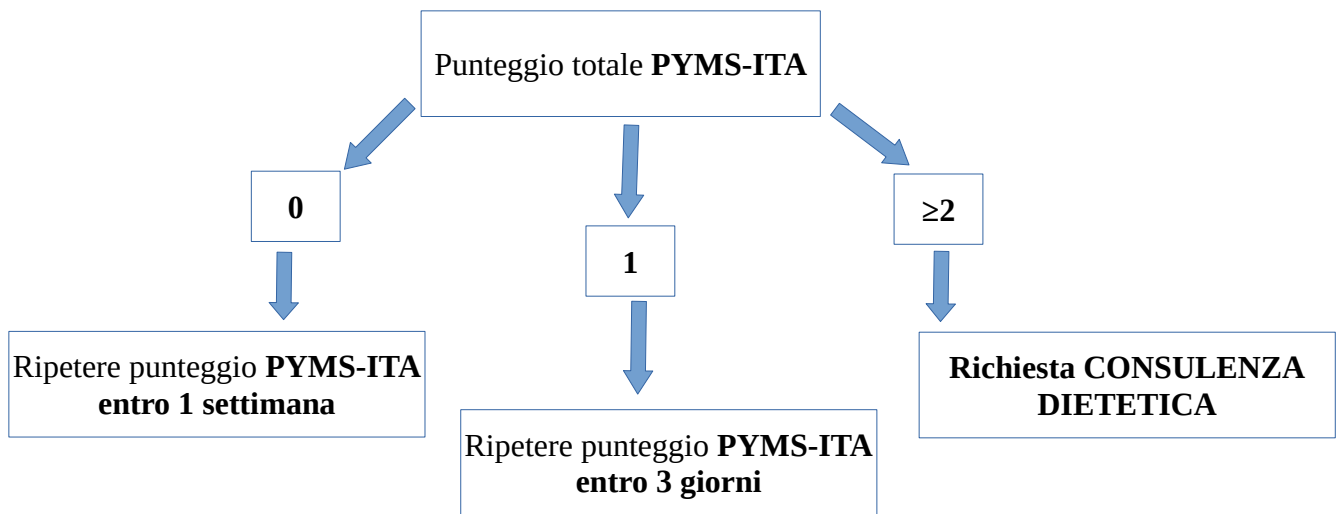 Punteggio totale PYMS-ITA
0
1
≥2
Ripetere punteggio PYMS-ITA
entro 1 settimana
Ripetere punteggio PYMS-ITA
entro 3 giorni
Richiesta CONSULENZA
DIETETICA